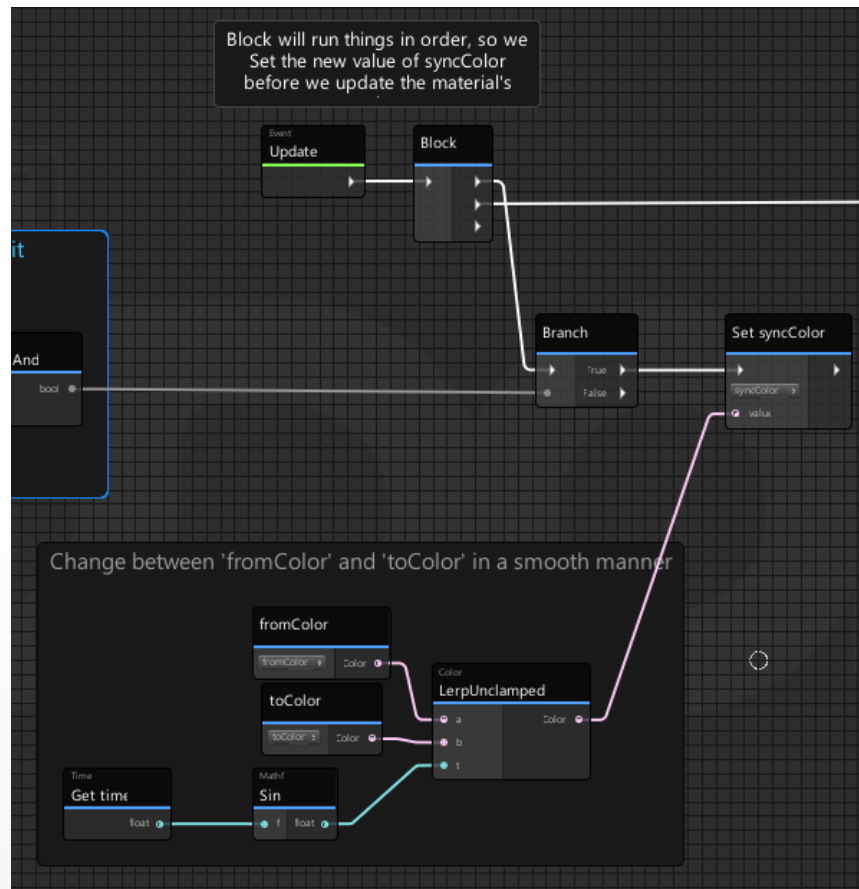 Block will run things in order, so we
Set the new value of syncColor
before we update the material's
Event
Update
Block
it
And
bool
Branch
True
False
Set syncColor
syncColor
value
Change between 'fromColor' and 'toColor' in a smooth manner
fromColor
fromColor
Color
toColor
toColor
Color
Color
LerpUnclamped
a
Color
b
t
Time
Get time
float
Mathf
Sin
f
float